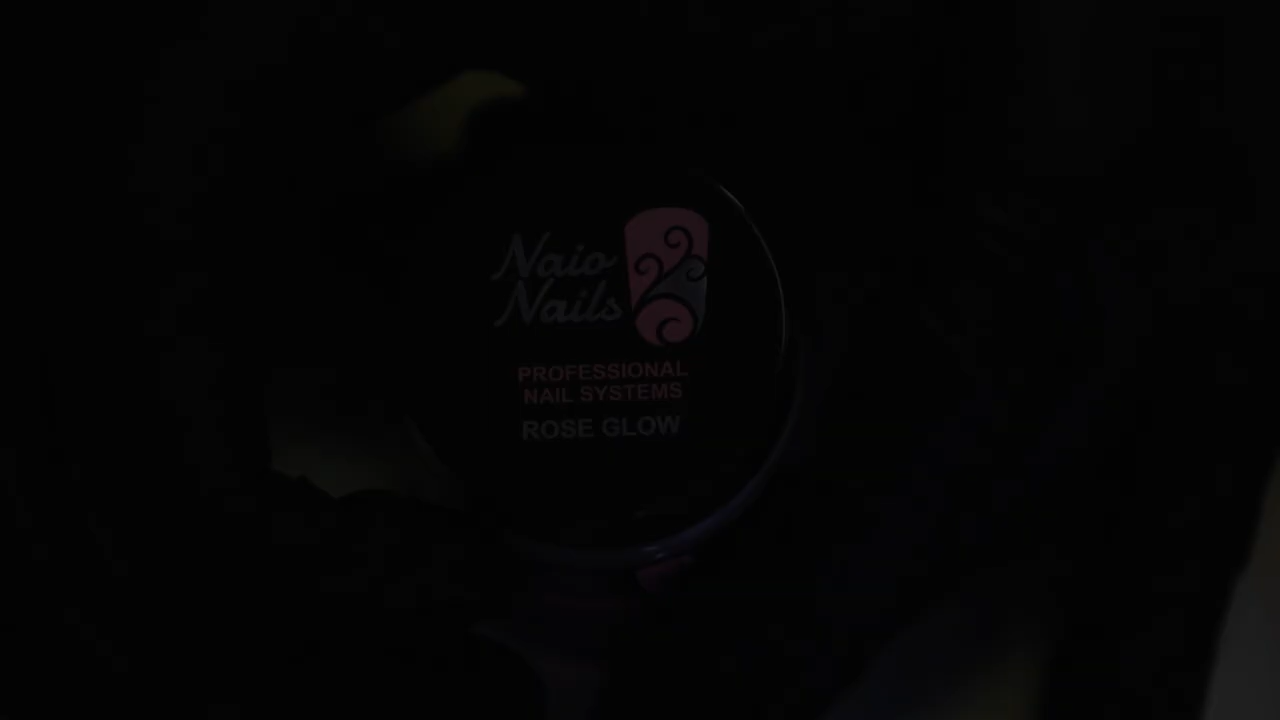 Naio
Nails
PROFESSIONAL
NAIL SYSTEMS
ROSE GLOW